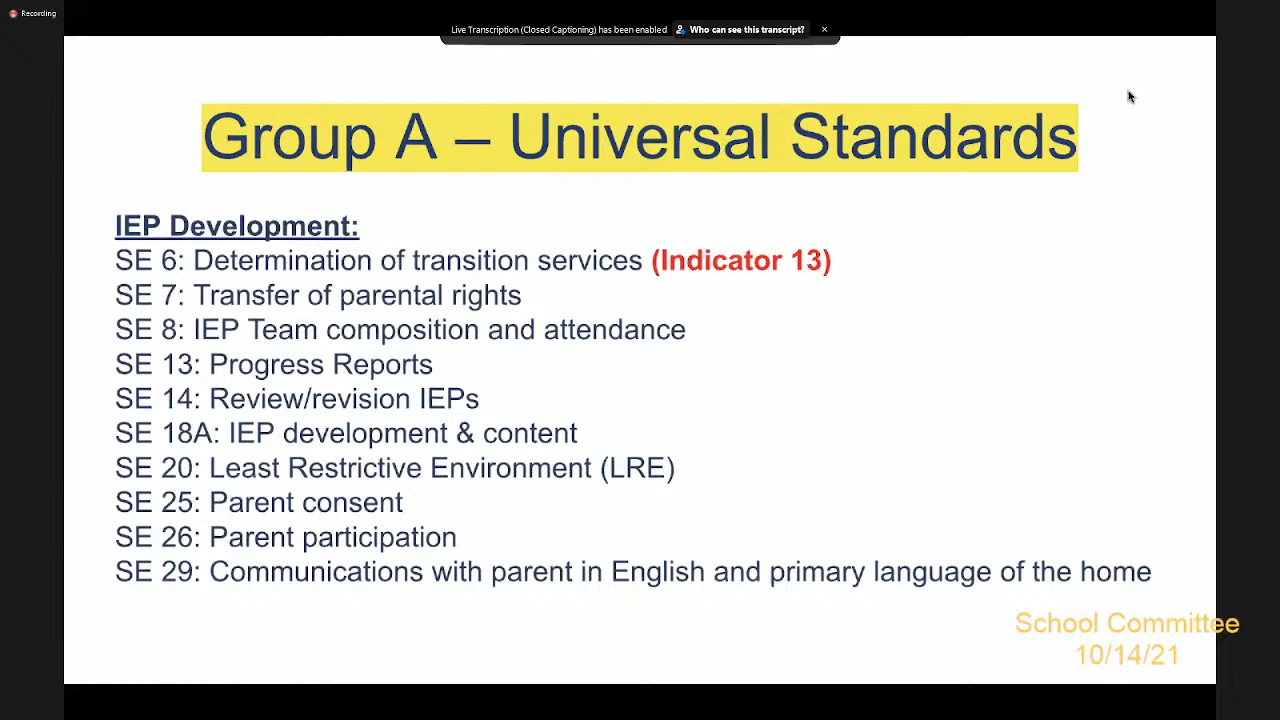 Recording
Live Transcription (Closed Captioning) has been enabled Who can see this transcript?
Group A – Universal Standards
IEP Development:
SE 6: Determination of transition services (Indicator 13)
SE 7: Transfer of parental rights
SE 8: IEP Team composition and attendance
SE 13: Progress Reports
SE 14: Review/revision IEPs
SE 18A: IEP development & content
SE 20: Least Restrictive Environment (LRE)
SE 25: Parent consent
SE 26: Parent participation
SE 29: Communications with parent in English and primary language of the home
School Committee
10/14/21